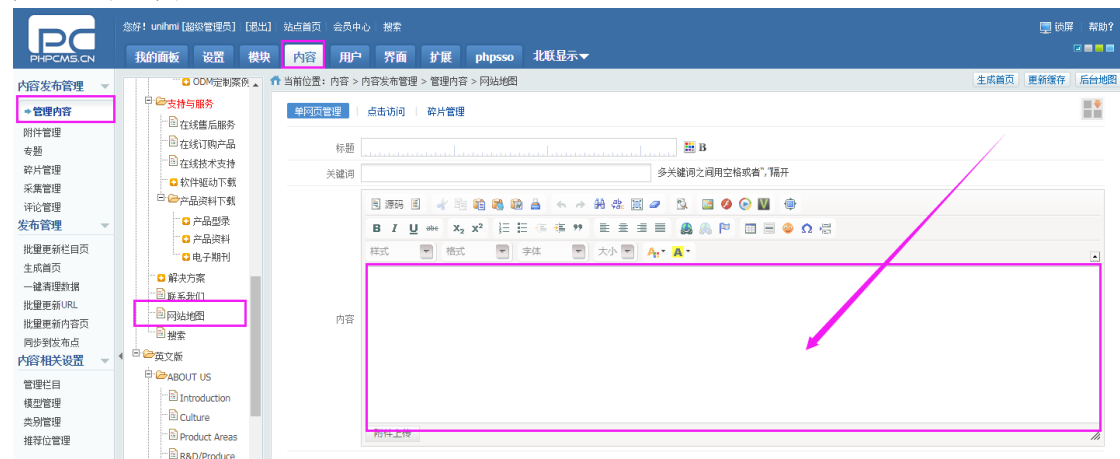 您好！unihmi [超级管理员] [退出] 站点首页 会员中心 搜索
锁屏 帮助?
PC
PHPCMS.CN
我的面板 设置 模块 内容 用户 界面 扩展 phpsso 北联显示
内容发布管理
管理内容
附件管理
专题
碎片管理
采集管理
评论管理
发布管理
批量更新栏目页
生成首页
一键清理数据
批量更新URL
批量更新内容页
同步到发布点
内容相关设置
管理栏目
模型管理
类别管理
推荐位管理
ODM定制案例
支持与服务
在线售后服务
在线订购产品
在线技术支持
软件驱动下载
产品资料下载
产品型录
产品资料
电子期刊
解决方案
联系我们
网站地图
搜索
英文版
ABOUT US
Introduction
Culture
Product Areas
R&D/Produce
当前位置：内容 > 内容发布管理 > 管理内容 > 网站地图
生成首页 更新缓存 后台地图
单网页管理 点击访问 碎片管理
标题 B
关键词 多关键词之间用空格或者","隔开
源码
B I U abc X₂ X²
样式 格式 字体 大小 A A
内容
附件上传